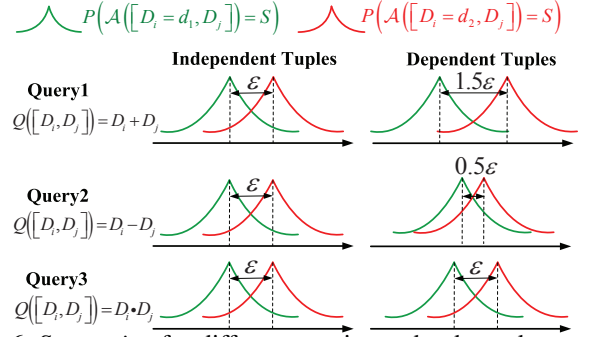 P(𝒜([D_i = d_1, D_j]) = S) P(𝒜([D_i = d_2, D_j]) = S)
Independent Tuples Dependent Tuples
Query1 ε 1.5ε
Q([D_i, D_j]) = D_i + D_j
Query2 ε 0.5ε
Q([D_i, D_j]) = D_i − D_j
Query3 ε ε
Q([D_i, D_j]) = D_i • D_j